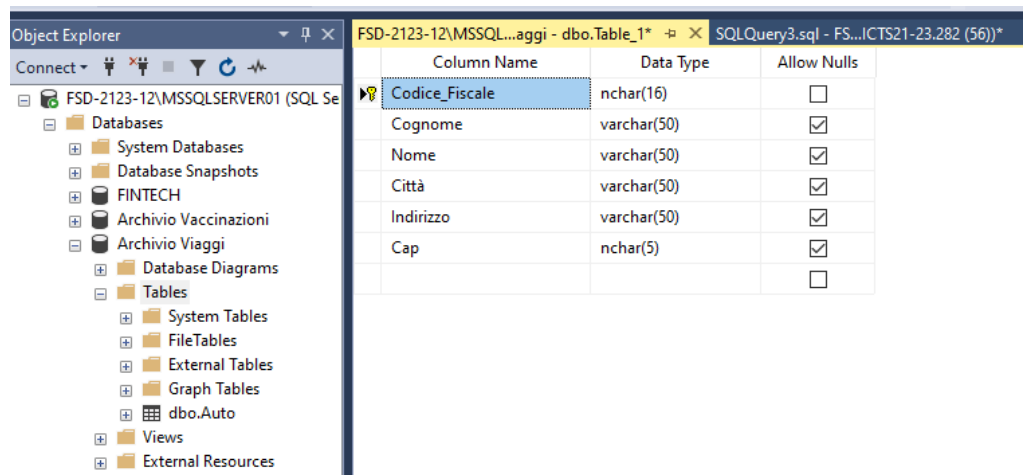 Object Explorer
Connect
FSD-2123-12\MSSQLSERVER01 (SQL Se
Databases
System Databases
Database Snapshots
FINTECH
Archivio Vaccinazioni
Archivio Viaggi
Database Diagrams
Tables
System Tables
FileTables
External Tables
Graph Tables
dbo.Auto
Views
External Resources
FSD-2123-12\MSSQL...aggi - dbo.Table_1* SQLQuery3.sql - FS...ICTS21-23.282 (56))*
Column Name Data Type Allow Nulls
Codice_Fiscale nchar(16)
Cognome varchar(50)
Nome varchar(50)
Città varchar(50)
Indirizzo varchar(50)
Cap nchar(5)